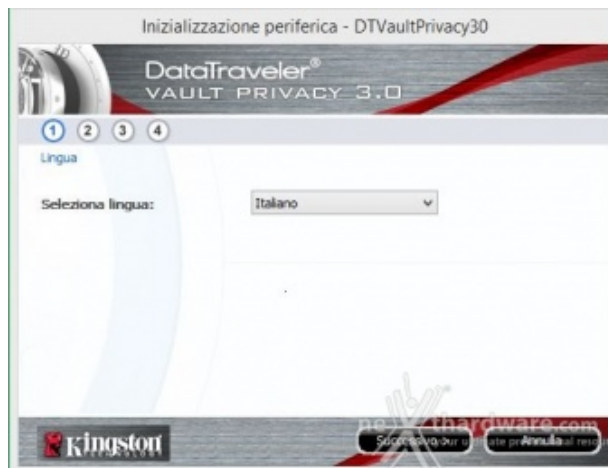 Inizializzazione periferica - DTVaultPrivacy30
DataTraveler®
VAULT PRIVACY 3.0
1 2 3 4
Lingua
Seleziona lingua:
Italiano
Kingston
TECHNOLOGY
Successivo >
Annulla